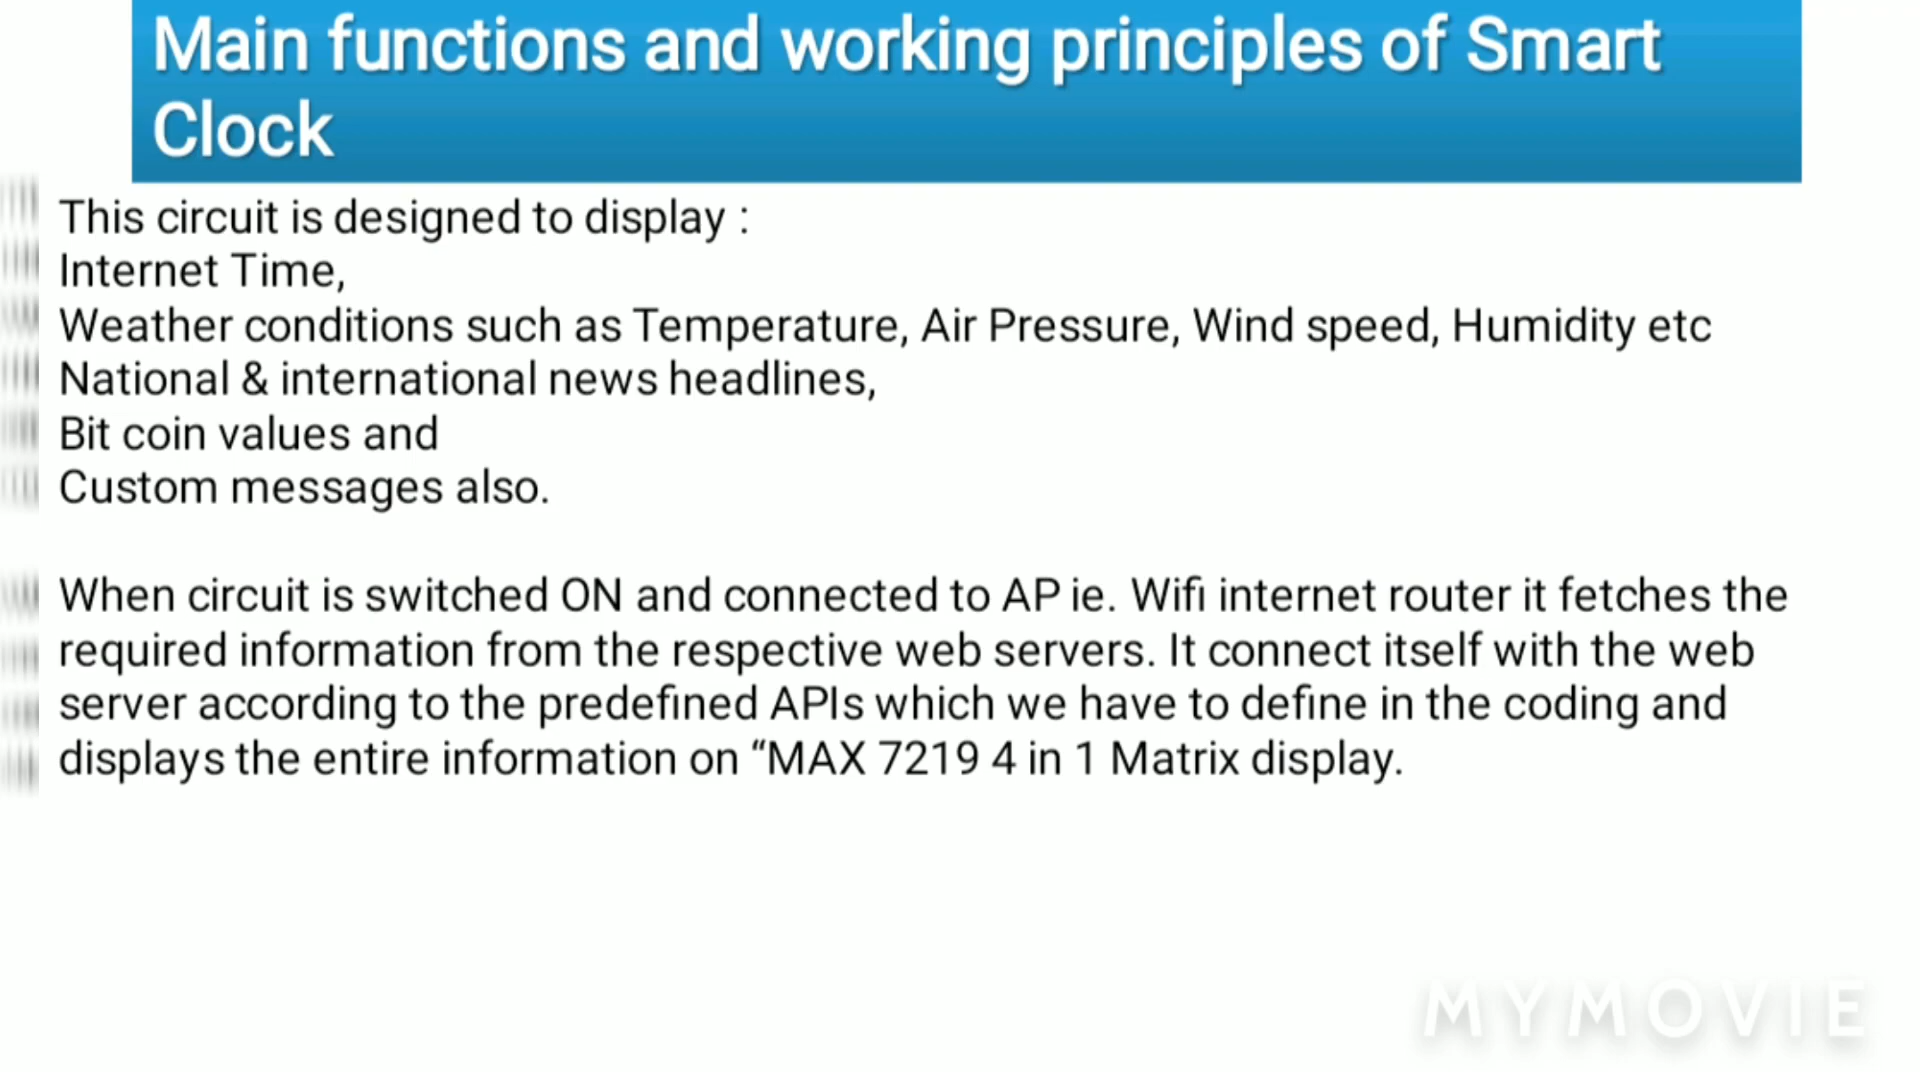 Main functions and working principles of Smart
Clock
This circuit is designed to display :
Internet Time,
Weather conditions such as Temperature, Air Pressure, Wind speed, Humidity etc
National & international news headlines,
Bit coin values and
Custom messages also.
When circuit is switched ON and connected to AP ie. Wifi internet router it fetches the
required information from the respective web servers. It connect itself with the web
server according to the predefined APIs which we have to define in the coding and
displays the entire information on “MAX 7219 4 in 1 Matrix display.
MYMOVIE